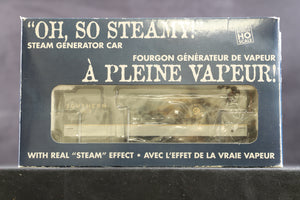 "OH, SO STEAMY!"
STEAM GENERATOR CAR
HO
SCALE
FOURGON GÉNÉRATEUR DE VAPEUR
À PLEINE VAPEUR!
SOUTHERN
WITH REAL "STEAM" EFFECT • AVEC L'EFFET DE LA VRAIE VAPEUR